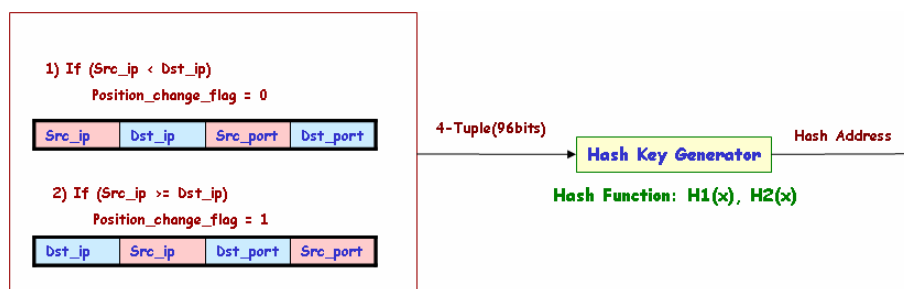 1) If (Src_ip < Dst_ip)
Position_change_flag = 0
Src_ip Dst_ip Src_port Dst_port
2) If (Src_ip >= Dst_ip)
Position_change_flag = 1
Dst_ip Src_ip Dst_port Src_port
4-Tuple(96bits)
Hash Key Generator
Hash Function: H1(x), H2(x)
Hash Address